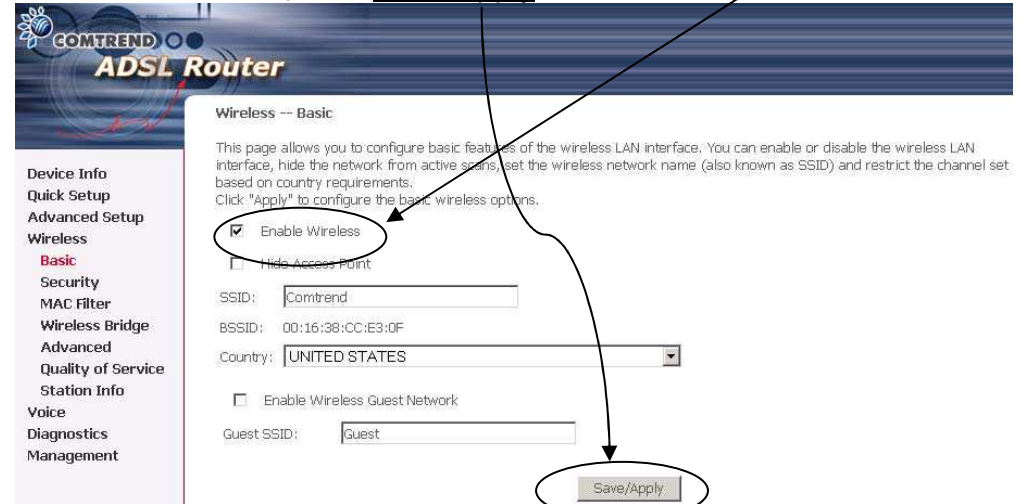 COMTREND
ADSL Router
Wireless -- Basic
This page allows you to configure basic features of the wireless LAN interface. You can enable or disable the wireless LAN
interface, hide the network from active scans, set the wireless network name (also known as SSID) and restrict the channel set
based on country requirements.
Click "Apply" to configure the basic wireless options.
Enable Wireless
Hide Access Point
SSID: Comtrend
BSSID: 00:16:38:CC:E3:0F
Country: UNITED STATES
Enable Wireless Guest Network
Guest SSID: Guest
Save/Apply
Device Info
Quick Setup
Advanced Setup
Wireless
Basic
Security
MAC Filter
Wireless Bridge
Advanced
Quality of Service
Station Info
Voice
Diagnostics
Management